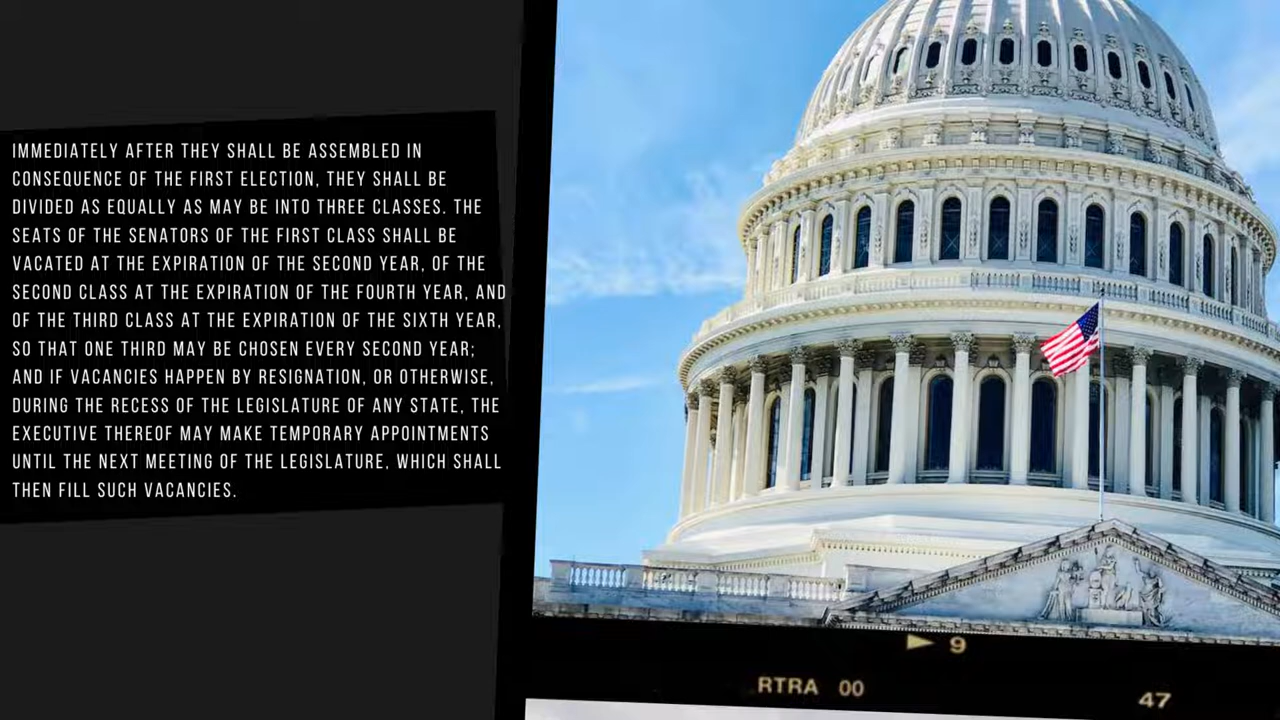 IMMEDIATELY AFTER THEY SHALL BE ASSEMBLED IN
CONSEQUENCE OF THE FIRST ELECTION, THEY SHALL BE
DIVIDED AS EQUALLY AS MAY BE INTO THREE CLASSES. THE
SEATS OF THE SENATORS OF THE FIRST CLASS SHALL BE
VACATED AT THE EXPIRATION OF THE SECOND YEAR, OF THE
SECOND CLASS AT THE EXPIRATION OF THE FOURTH YEAR, AND
OF THE THIRD CLASS AT THE EXPIRATION OF THE SIXTH YEAR,
SO THAT ONE THIRD MAY BE CHOSEN EVERY SECOND YEAR;
AND IF VACANCIES HAPPEN BY RESIGNATION, OR OTHERWISE,
DURING THE RECESS OF THE LEGISLATURE OF ANY STATE, THE
EXECUTIVE THEREOF MAY MAKE TEMPORARY APPOINTMENTS
UNTIL THE NEXT MEETING OF THE LEGISLATURE, WHICH SHALL
THEN FILL SUCH VACANCIES.
9
RTRA 00
47